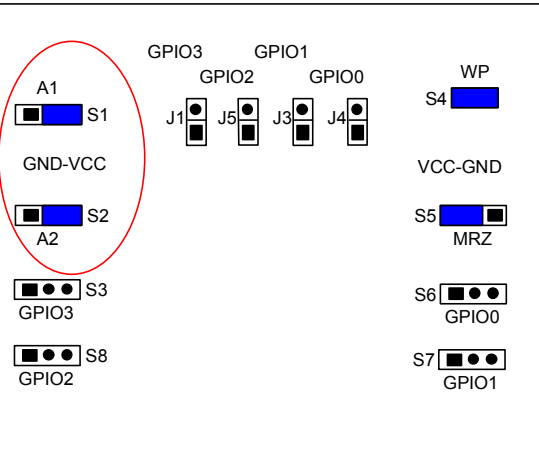 GPIO3 GPIO1
GPIO2 GPIO0
A1
S1
J1 J5 J3 J4
WP
S4
GND-VCC
VCC-GND
S2
A2
S5
MRZ
S3
GPIO3
S6
GPIO0
S8
GPIO2
S7
GPIO1